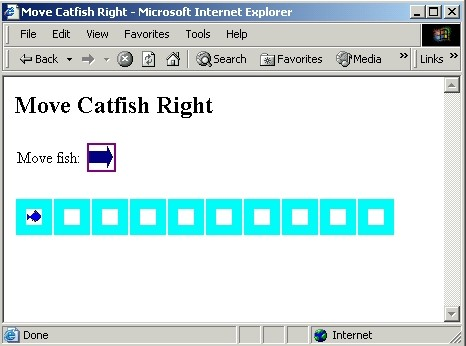 Move Catfish Right - Microsoft Internet Explorer
File Edit View Favorites Tools Help
Back Search Favorites Media » Links »
Move Catfish Right
Move fish:
Done Internet